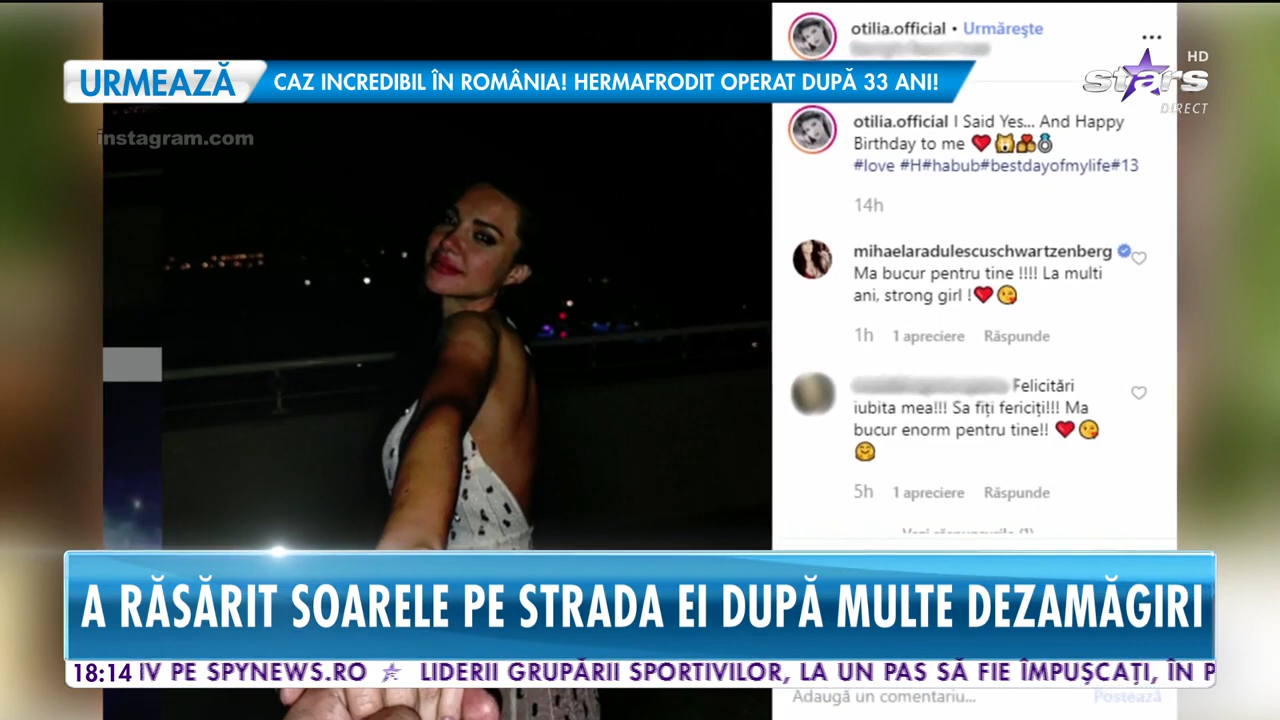 otilia.official • Urmărește
URMEAZĂ
CAZ INCREDIBIL ÎN ROMÂNIA! HERMAFRODIT OPERAT DUPĂ 33 ANI!
HD
stars
DIRECT
instagram.com
otilia.official I Said Yes... And Happy
Birthday to me
#love #H#habub#bestdayofmylife#13
14h
mihaelaradulescuschwartzenberg
Ma bucur pentru tine !!!! La multi
ani, strong girl !
1h 1 apreciere Răspunde
Felicitări
iubita mea!!! Sa fiți fericiți!!! Ma
bucur enorm pentru tine!!
5h 1 apreciere Răspunde
A RĂSĂRIT SOARELE PE STRADA EI DUPĂ MULTE DEZAMĂGIRI
18:14 IV PE SPYNEWS.RO LIDERII GRUPĂRII SPORTIVILOR, LA UN PAS SĂ FIE ÎMPUȘCAȚI, ÎN P
Adaugă un comentariu... Postează